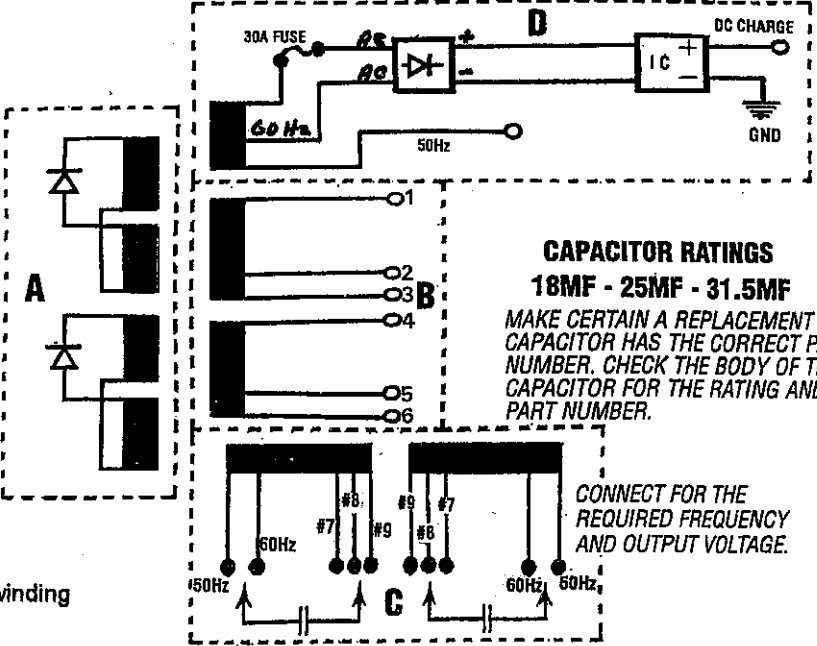 D
30A FUSE
AC
AC
60 Hz
50Hz
+
-
IC
+
-
DC CHARGE
GND
A
1
2
3
B
4
5
6
CAPACITOR RATINGS
18MF - 25MF - 31.5MF
MAKE CERTAIN A REPLACEMENT
CAPACITOR HAS THE CORRECT
NUMBER. CHECK THE BODY OF
CAPACITOR FOR THE RATING AND
PART NUMBER.
50Hz
60Hz
#7
#8
#9
#9
#8
#7
60Hz
50Hz
C
CONNECT FOR THE
REQUIRED FREQUENCY
AND OUTPUT VOLTAGE.
winding